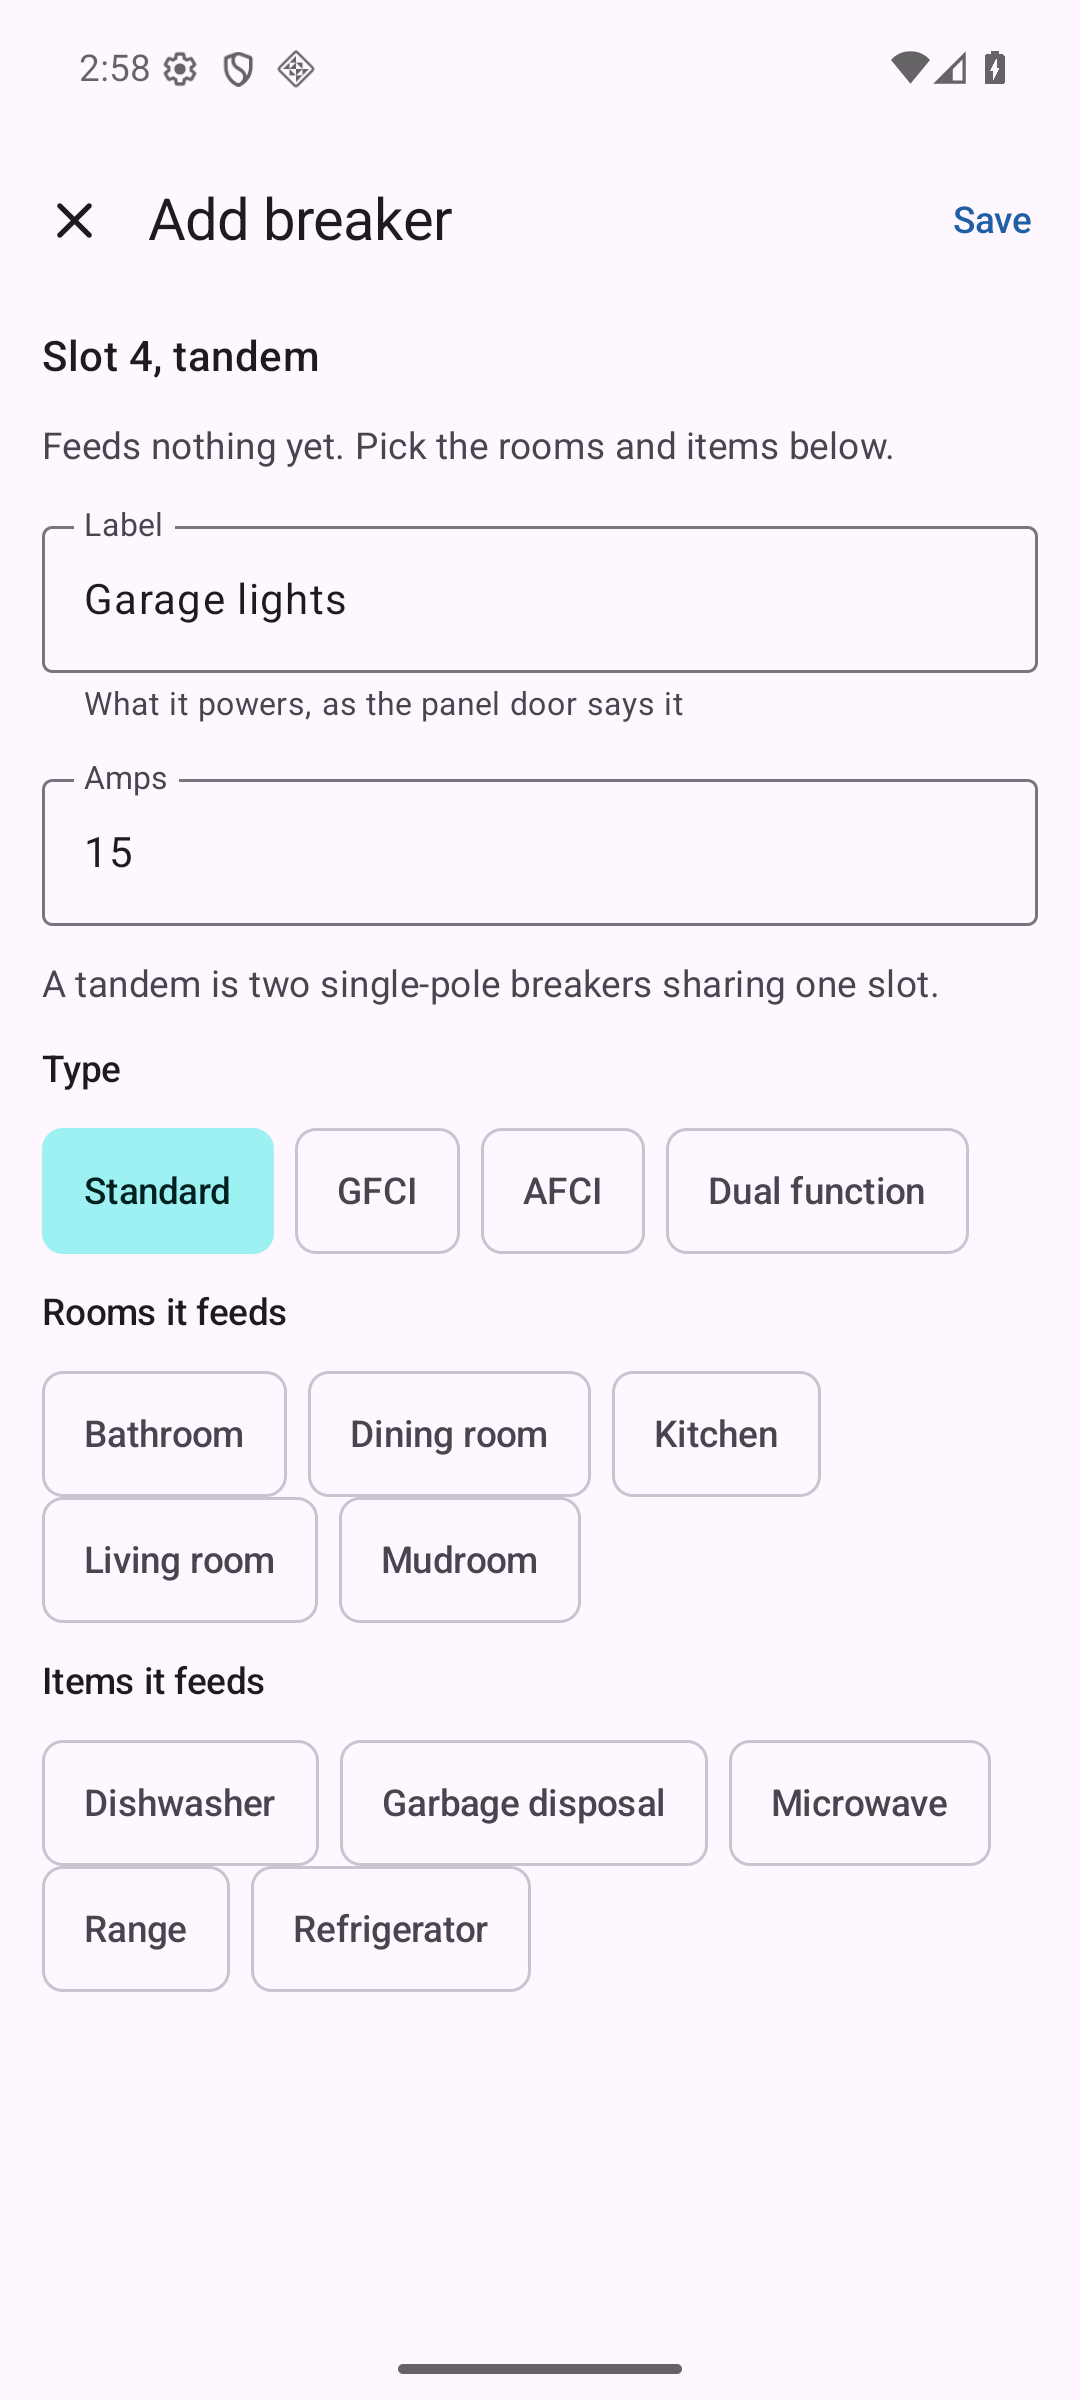 2:58
Add breaker
Save
Slot 4, tandem
Feeds nothing yet. Pick the rooms and items below.
Label
Garage lights
What it powers, as the panel door says it
Amps
15
A tandem is two single-pole breakers sharing one slot.
Type
Standard
GFCI
AFCI
Dual function
Rooms it feeds
Bathroom
Dining room
Kitchen
Living room
Mudroom
Items it feeds
Dishwasher
Garbage disposal
Microwave
Range
Refrigerator